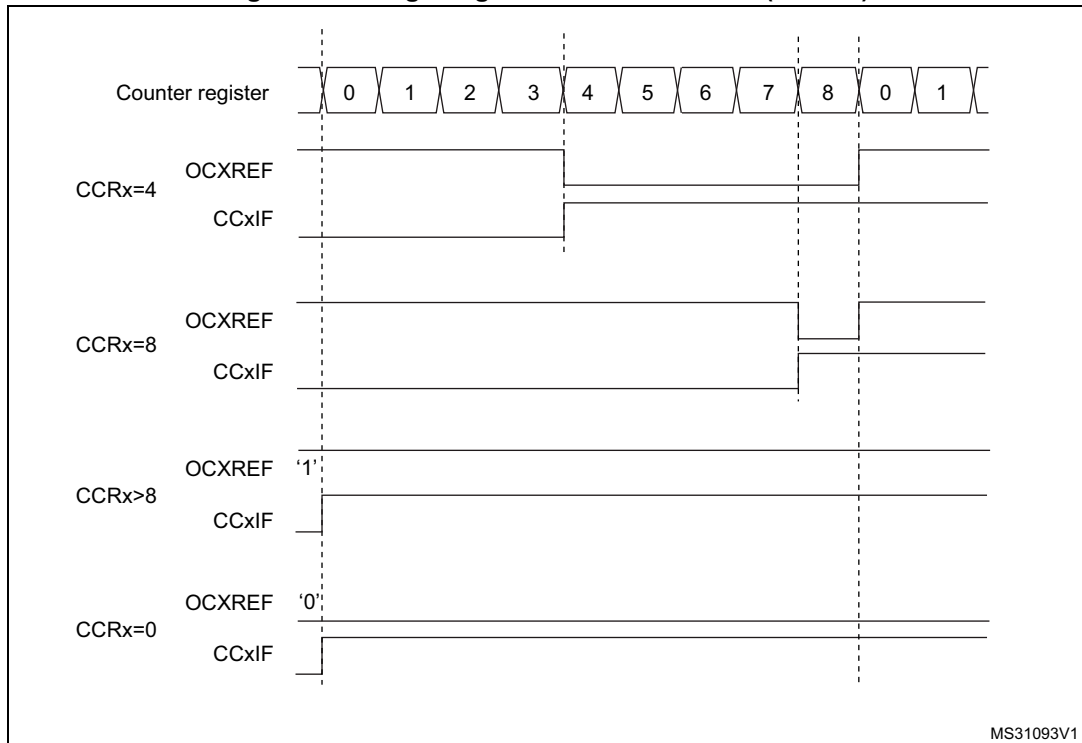 Counter register 0 1 2 3 4 5 6 7 8 0 1
OCXREF
CCRx=4
CCxIF
OCXREF
CCRx=8
CCxIF
OCXREF ‘1’
CCRx>8
CCxIF
OCXREF ‘0’
CCRx=0
CCxIF
MS31093V1